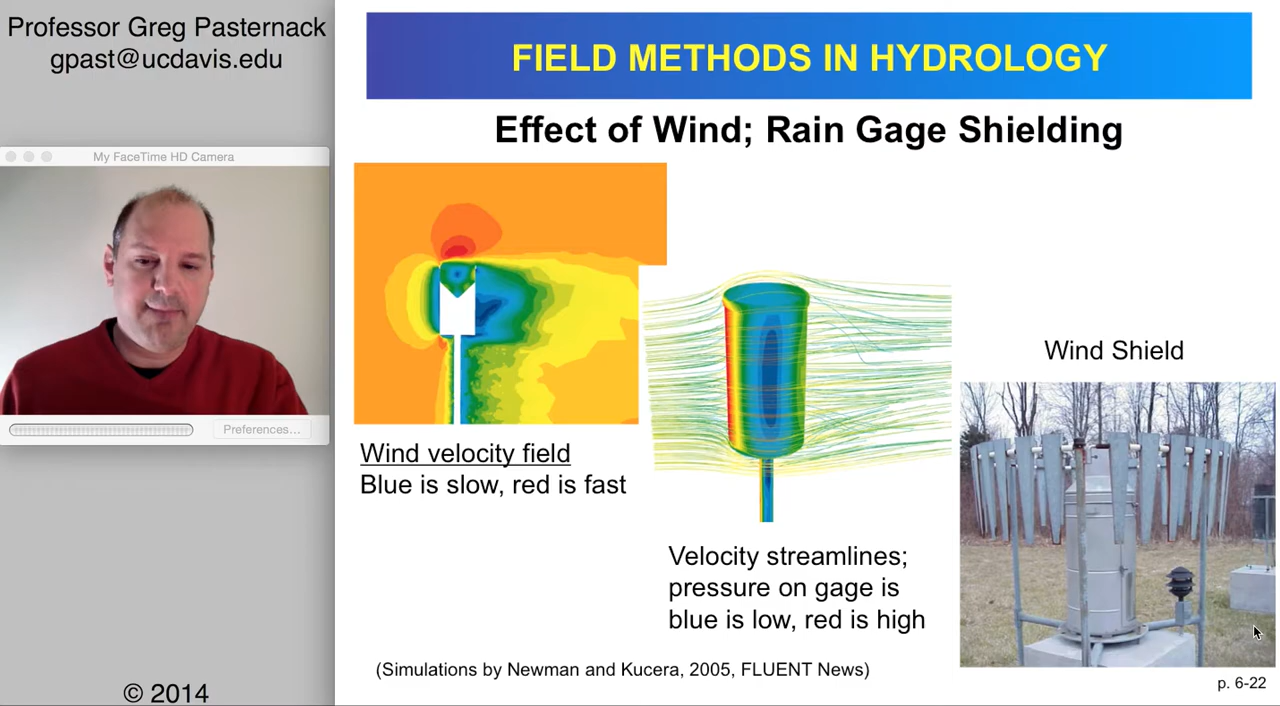 Professor Greg Pasternack
gpast@ucdavis.edu
My FaceTime HD Camera
Preferences...
© 2014
FIELD METHODS IN HYDROLOGY
Effect of Wind; Rain Gage Shielding
Wind velocity field
Blue is slow, red is fast
Velocity streamlines;
pressure on gage is
blue is low, red is high
Wind Shield
(Simulations by Newman and Kucera, 2005, FLUENT News)
p. 6-22